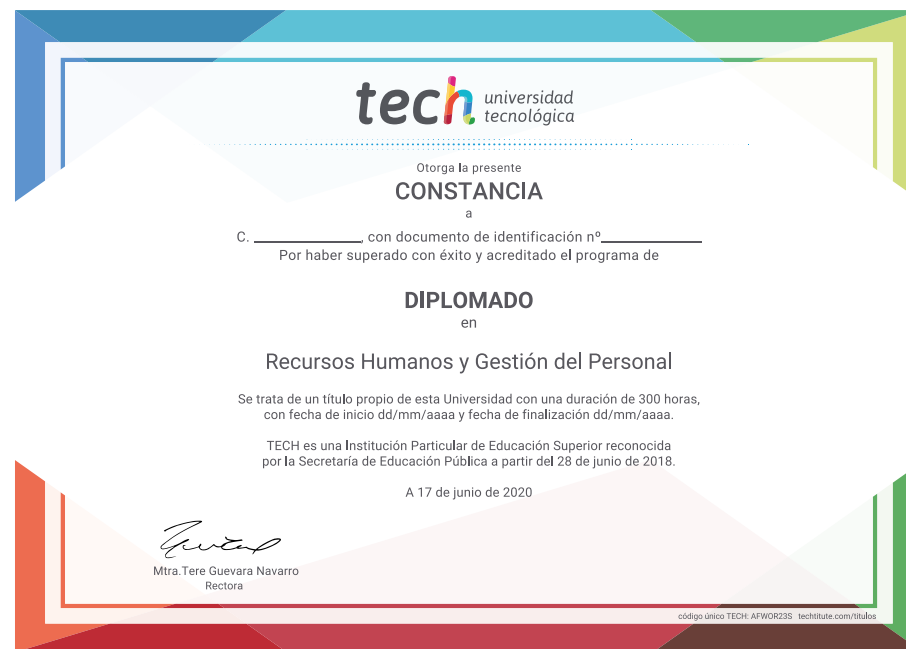 tech universidad
tecnológica
Otorga la presente
CONSTANCIA
a
C. ______________, con documento de identificación nº______________
Por haber superado con éxito y acreditado el programa de
DIPLOMADO
en
Recursos Humanos y Gestión del Personal
Se trata de un título propio de esta Universidad con una duración de 300 horas,
con fecha de inicio dd/mm/aaaa y fecha de finalización dd/mm/aaaa.
TECH es una Institución Particular de Educación Superior reconocida
por la Secretaría de Educación Pública a partir del 28 de junio de 2018.
A 17 de junio de 2020
Mtra.Tere Guevara Navarro
Rectora
código único TECH: AFWOR23S techtitute.com/titulos